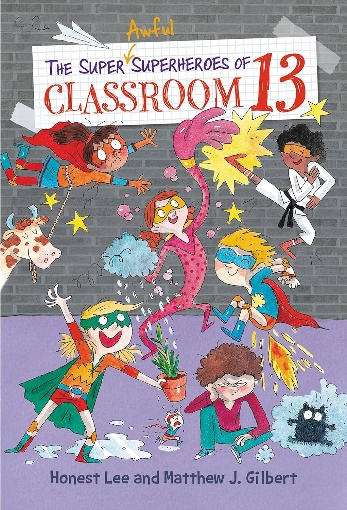 Awful
THE SUPER SUPERHEROES OF
CLASSROOM 13
Honest Lee and Matthew J. Gilbert